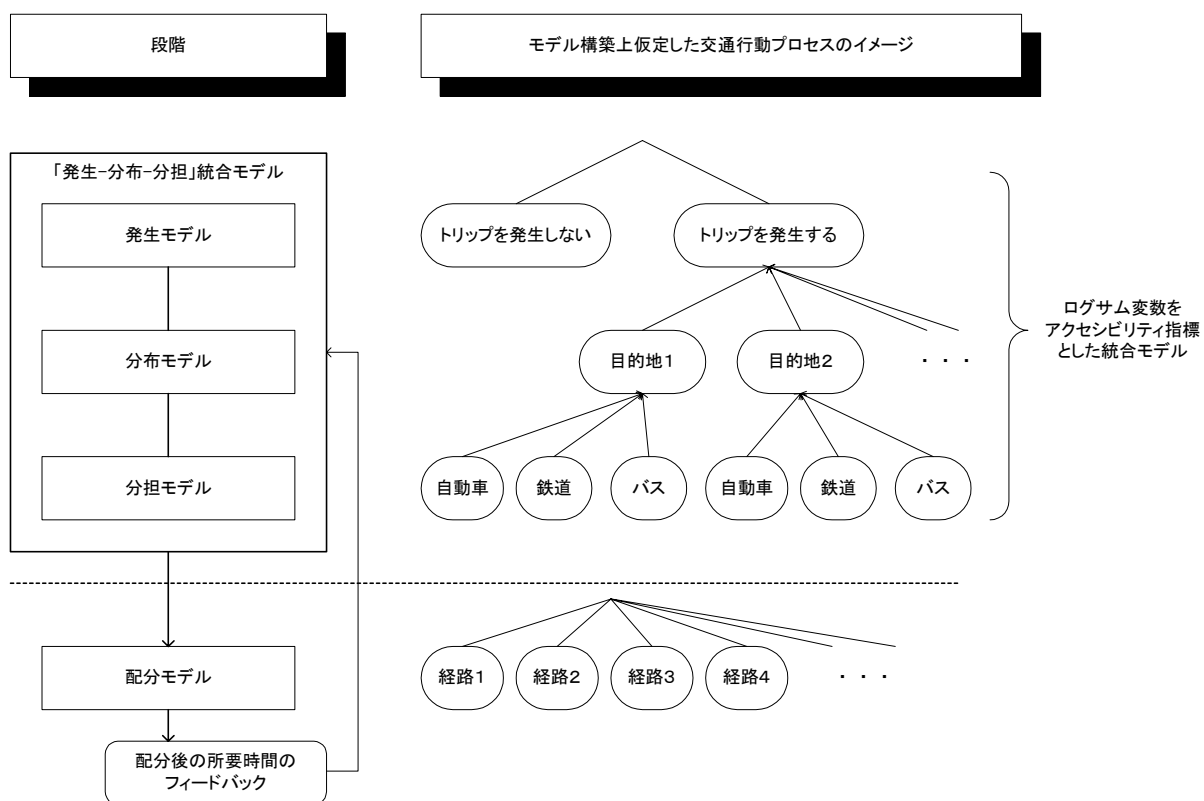 段階
モデル構築上仮定した交通行動プロセスのイメージ
「発生-分布-分担」統合モデル
発生モデル
分布モデル
分担モデル
トリップを発生しない
トリップを発生する
目的地1
目的地2
・・・
自動車
鉄道
バス
自動車
鉄道
バス
ログサム変数を
アクセシビリティ指標
とした統合モデル
配分モデル
経路1
経路2
経路3
経路4
・・・
配分後の所要時間の
フィードバック